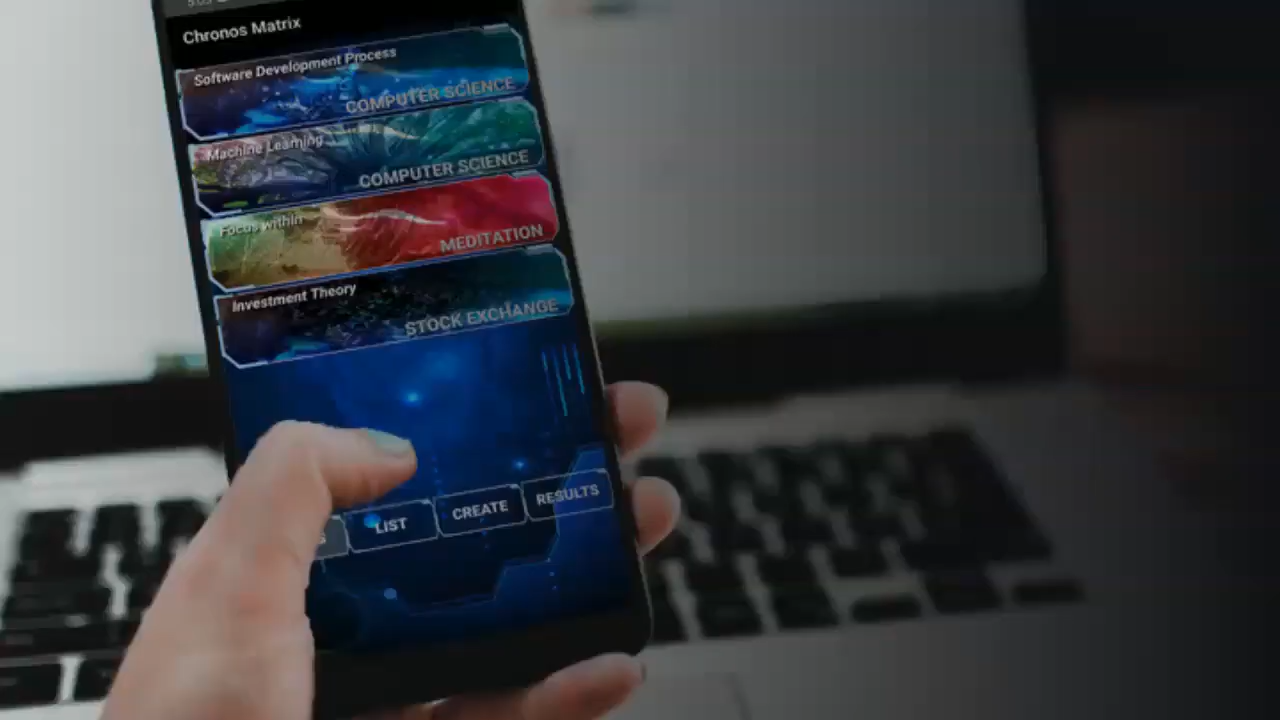 Chronos Matrix
Software Development Process
COMPUTER SCIENCE
Machine Learning
COMPUTER SCIENCE
Focus within
MEDITATION
Investment Theory
STOCK EXCHANGE
LIST
CREATE
RESULTS